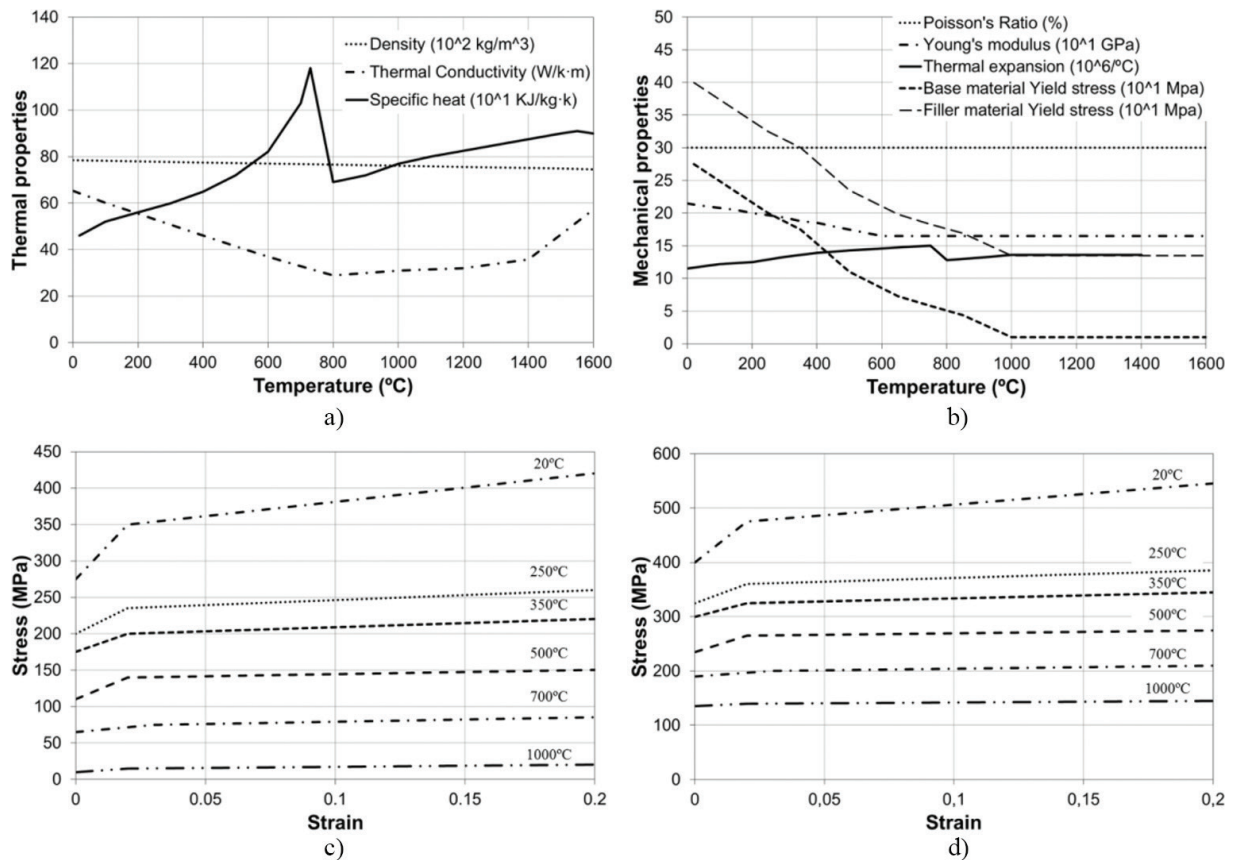 140
120
100
80
60
40
20
0
Thermal properties
Density (10^2 kg/m^3)
Thermal Conductivity (W/k·m)
Specific heat (10^1 KJ/kg·k)
0 200 400 600 800 1000 1200 1400 1600
Temperature (ºC)
a)
50
45
40
35
30
25
20
15
10
5
0
Mechanical properties
Poisson's Ratio (%)
Young's modulus (10^1 GPa)
Thermal expansion (10^6/ºC)
Base material Yield stress (10^1 Mpa)
Filler material Yield stress (10^1 Mpa)
0 200 400 600 800 1000 1200 1400 1600
Temperature (ºC)
b)
450
400
350
300
250
200
150
100
50
0
Stress (MPa)
20ºC
250ºC
350ºC
500ºC
700ºC
1000ºC
0 0.05 0.1 0.15 0.2
Strain
c)
600
500
400
300
200
100
0
Stress (MPa)
20ºC
250ºC
350ºC
500ºC
700ºC
1000ºC
0 0,05 0,1 0,15 0,2
Strain
d)